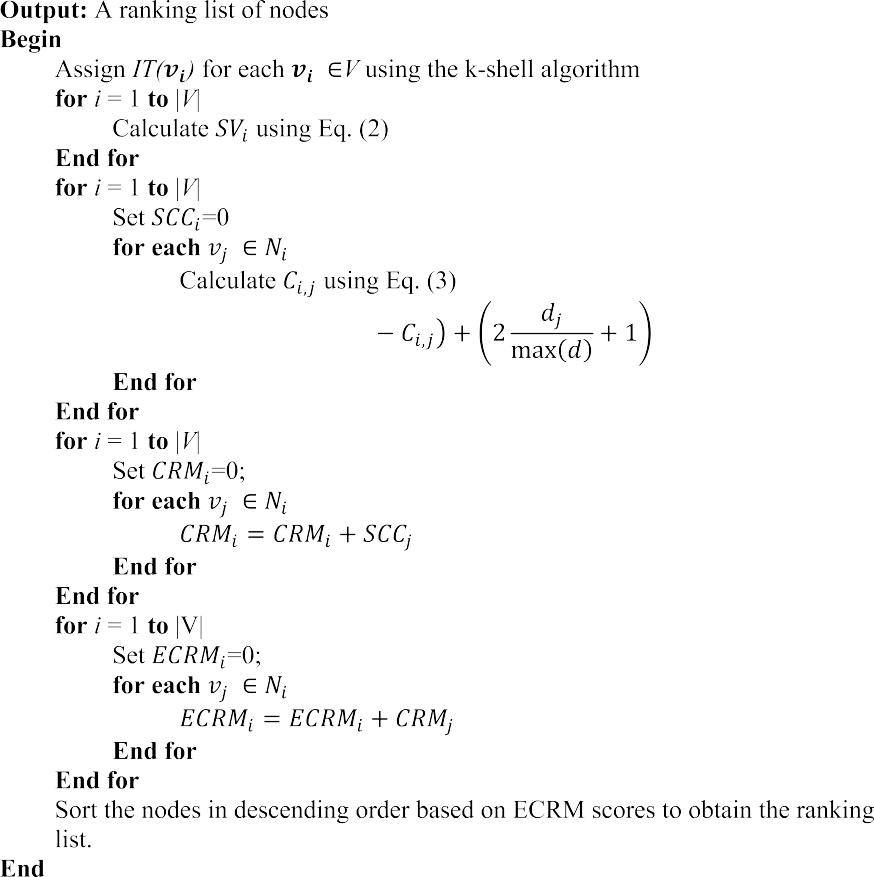 Output: A ranking list of nodes
Begin
Assign IT(vᵢ) for each vᵢ ∈V using the k-shell algorithm
for i = 1 to |V|
Calculate SVᵢ using Eq. (2)
End for
for i = 1 to |V|
Set SCCᵢ=0
for each vⱼ ∈ Nᵢ
Calculate Cᵢ,ⱼ using Eq. (3)
− Cᵢ,ⱼ) + (2 dⱼ/max(d) + 1)
End for
End for
for i = 1 to |V|
Set CRMᵢ=0;
for each vⱼ ∈ Nᵢ
CRMᵢ = CRMᵢ + SCCⱼ
End for
End for
for i = 1 to |V|
Set ECRMᵢ=0;
for each vⱼ ∈ Nᵢ
ECRMᵢ = ECRMᵢ + CRMⱼ
End for
End for
Sort the nodes in descending order based on ECRM scores to obtain the ranking
list.
End